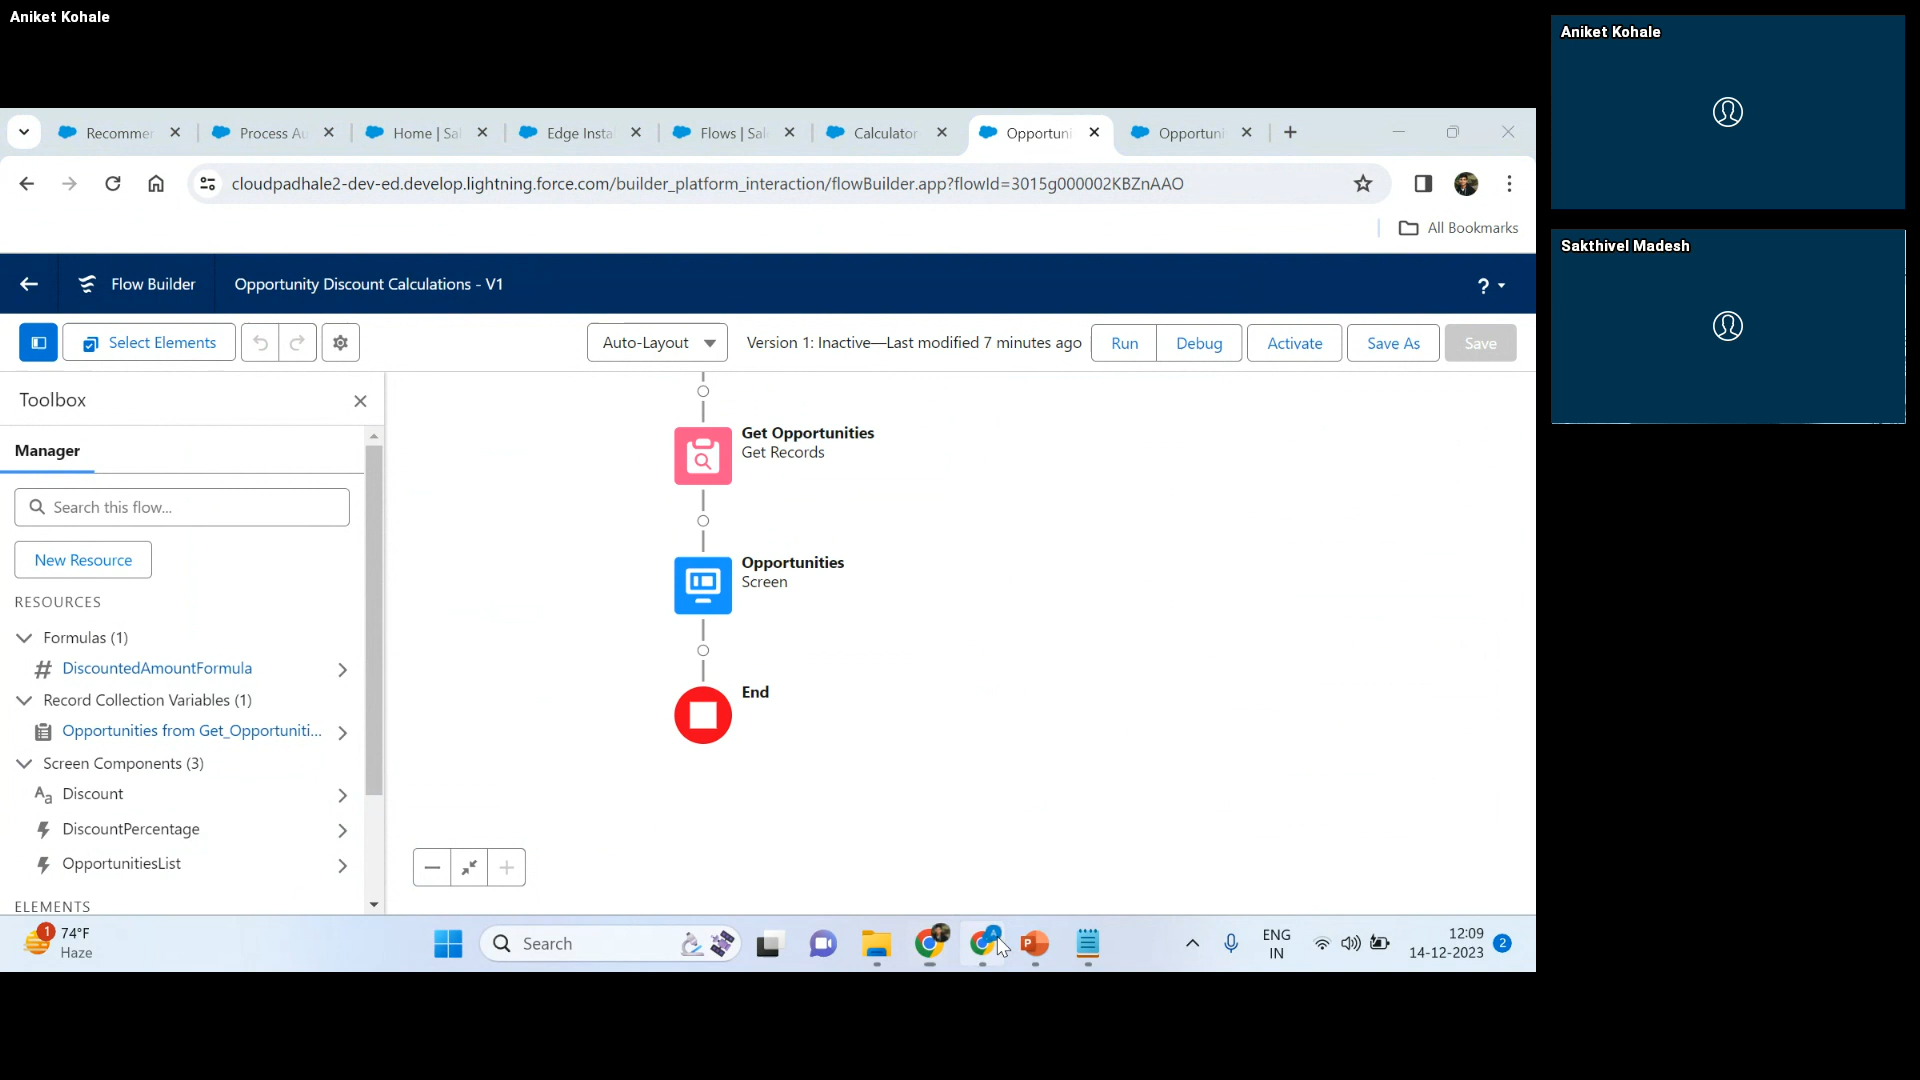 Aniket Kohale
Aniket Kohale
Sakthivel Madesh
Recommer
Process Au
Home | Sal
Edge Insta
Flows | Sal
Calculator
Opportuni
Opportuni
cloudpadhale2-dev-ed.develop.lightning.force.com/builder_platform_interaction/flowBuilder.app?flowId=3015g000002KBZnAAO
All Bookmarks
Flow Builder
Opportunity Discount Calculations - V1
?
Select Elements
Auto-Layout
Version 1: Inactive—Last modified 7 minutes ago
Run
Debug
Activate
Save As
Save
Toolbox
Manager
Search this flow...
New Resource
RESOURCES
Formulas (1)
DiscountedAmountFormula
Record Collection Variables (1)
Opportunities from Get_Opportuniti...
Screen Components (3)
Discount
DiscountPercentage
OpportunitiesList
ELEMENTS
Get Opportunities
Get Records
Opportunities
Screen
End
1
74°F
Haze
Search
A
P
ENG
IN
12:09
14-12-2023
2